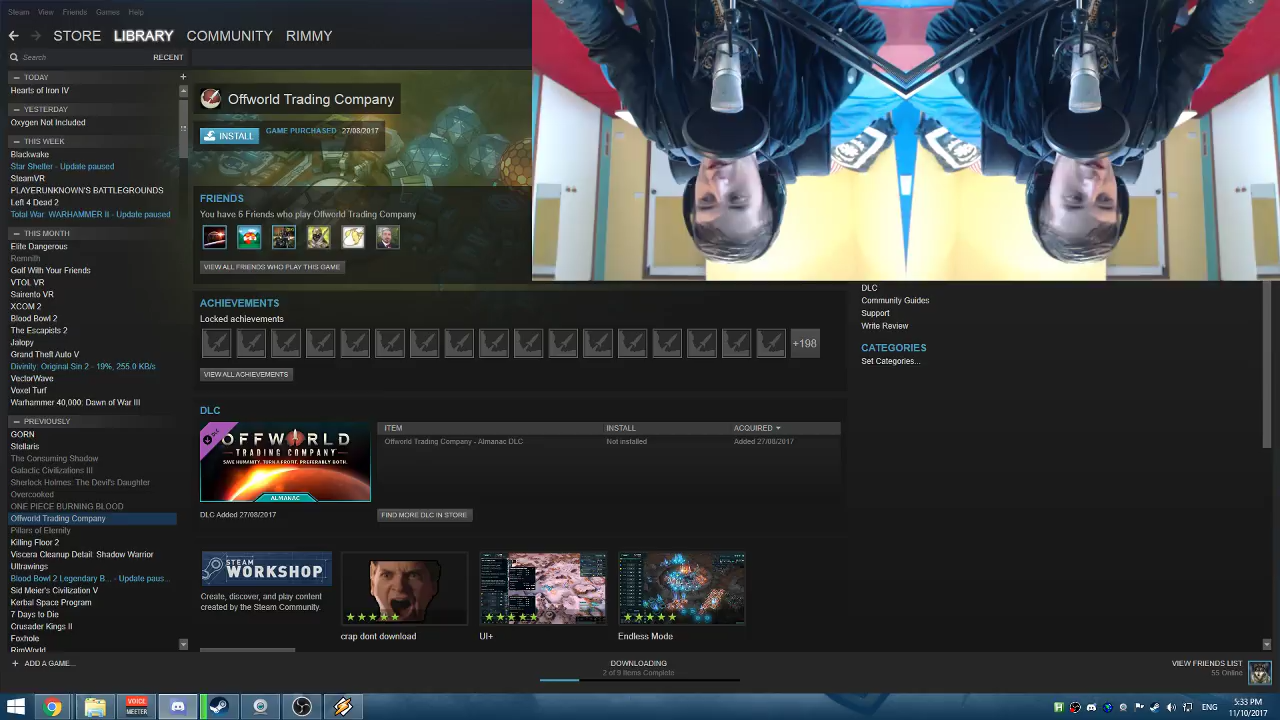 Steam View Friends Games Help
STORE LIBRARY COMMUNITY RIMMY
Search RECENT
TODAY
Hearts of Iron IV
YESTERDAY
Oxygen Not Included
THIS WEEK
Blackwake
Star Shelter - Update paused
SteamVR
PLAYERUNKNOWN'S BATTLEGROUNDS
Left 4 Dead 2
Total War: WARHAMMER II - Update paused
THIS MONTH
Elite Dangerous
Remnith
Golf With Your Friends
VTOL VR
Sairento VR
XCOM 2
Blood Bowl 2
The Escapists 2
Jalopy
Grand Theft Auto V
Divinity: Original Sin 2 - 19%, 255.0 KB/s
VectorWave
Voxel Turf
Warhammer 40,000: Dawn of War III
PREVIOUSLY
GORN
Stellaris
The Consuming Shadow
Galactic Civilizations III
Sherlock Holmes: The Devil's Daughter
Overcooked
ONE PIECE BURNING BLOOD
Offworld Trading Company
Pillars of Eternity
Killing Floor 2
Viscera Cleanup Detail: Shadow Warrior
Ultrawings
Blood Bowl 2 Legendary B... - Update paus...
Sid Meier's Civilization V
Kerbal Space Program
7 Days to Die
Crusader Kings II
Foxhole
RimWorld
ADD A GAME...
Offworld Trading Company
INSTALL GAME PURCHASED 27/08/2017
FRIENDS
You have 6 Friends who play Offworld Trading Company
VIEW ALL FRIENDS WHO PLAY THIS GAME
ACHIEVEMENTS
Locked achievements
+198
VIEW ALL ACHIEVEMENTS
DLC
OFFWORLD
TRADING COMPANY
SAVE HUMANITY. TURN A PROFIT. PREFERABLY BOTH.
ALMANAC
DLC Added 27/08/2017
ITEM INSTALL ACQUIRED
Offworld Trading Company - Almanac DLC Not installed Added 27/08/2017
FIND MORE DLC IN STORE
STEAM WORKSHOP
Create, discover, and play content
created by the Steam Community.
crap dont download
UI+
Endless Mode
DLC
Community Guides
Support
Write Review
CATEGORIES
Set Categories...
DOWNLOADING
2 of 9 Items Complete
VIEW FRIENDS LIST
55 Online
VOICE
MEETER
ENG
5:33 PM
11/10/2017